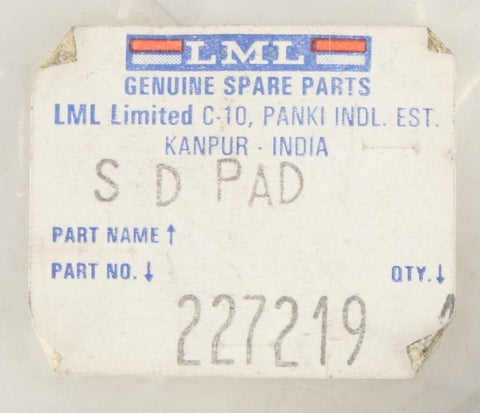 LML
GENUINE SPARE PARTS
LML Limited C-10, PANKI INDL. EST.
KANPUR - INDIA
S D PAD
PART NAME ↑
PART NO. ↓ QTY. ↓
227219